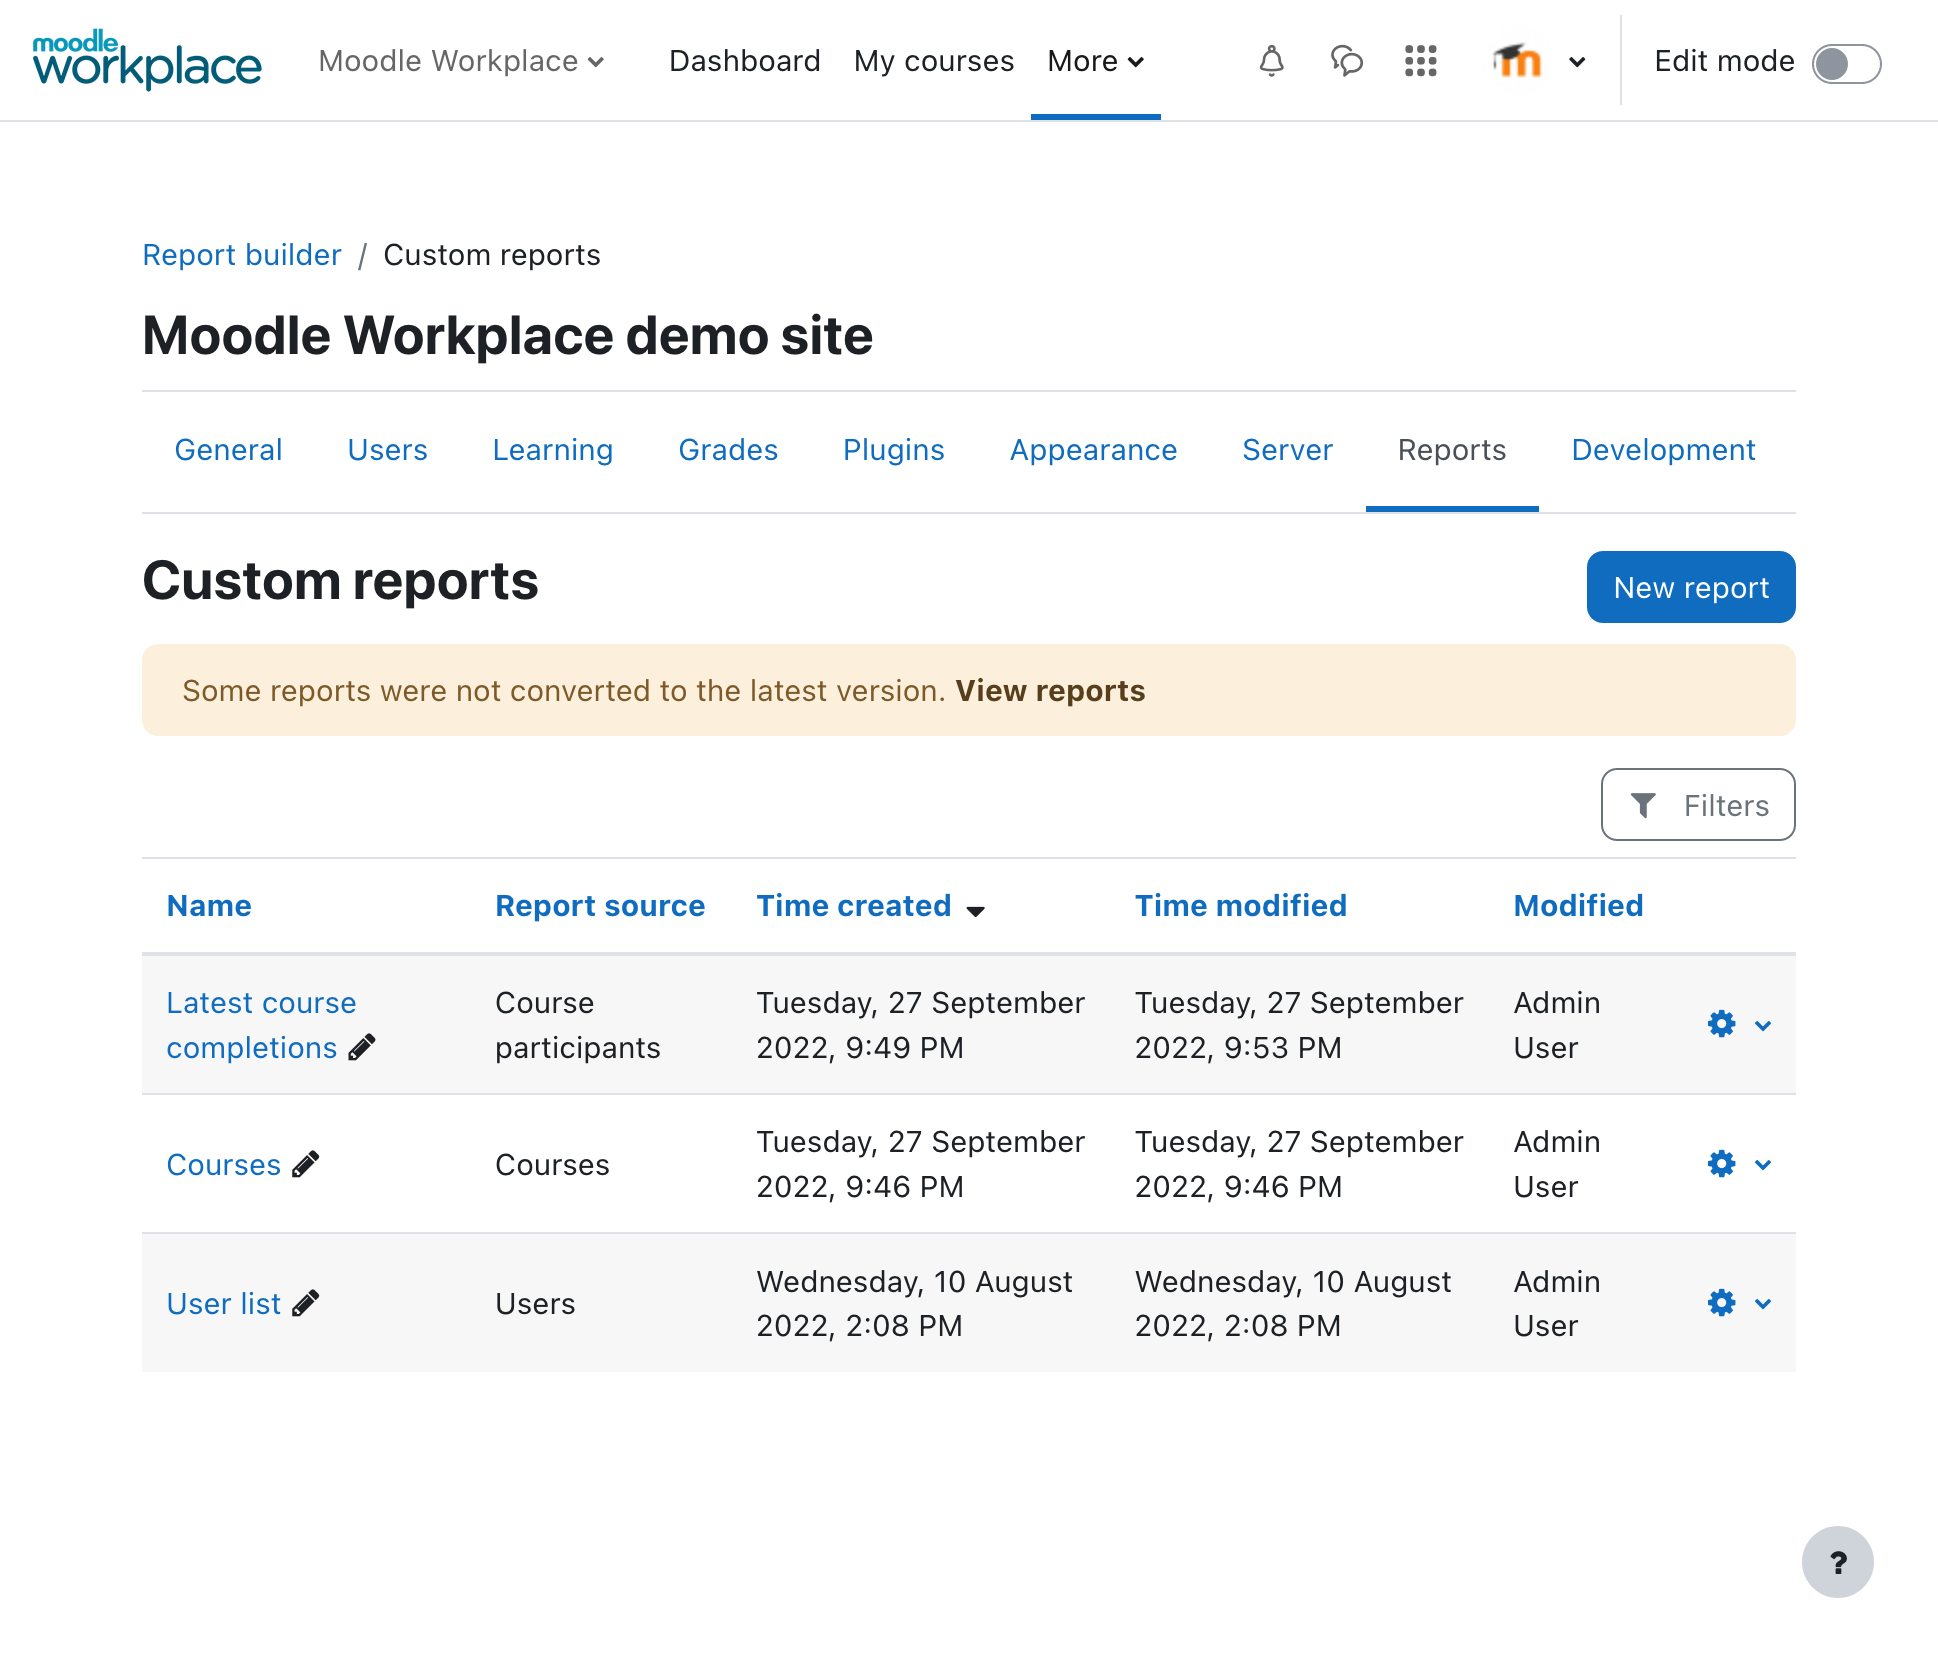 moodle
workplace
Moodle Workplace Dashboard My courses More Edit mode
Report builder / Custom reports
Moodle Workplace demo site
General Users Learning Grades Plugins Appearance Server Reports Development
Custom reports
New report
Some reports were not converted to the latest version. View reports
Filters
Name Report source Time created Time modified Modified
Latest course Course Tuesday, 27 September Tuesday, 27 September Admin
completions participants 2022, 9:49 PM 2022, 9:53 PM User
Tuesday, 27 September Tuesday, 27 September Admin
Courses Courses
2022, 9:46 PM 2022, 9:46 PM User
Wednesday, 10 August Wednesday, 10 August Admin
User list Users
2022, 2:08 PM 2022, 2:08 PM User
?